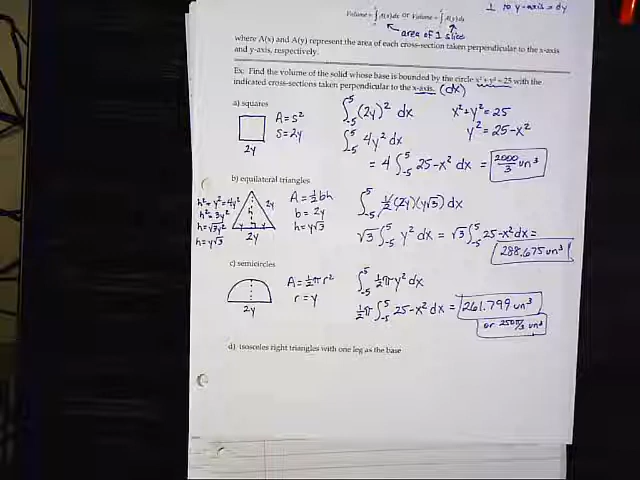 Volume = ∫ A(x)dx or Volume = ∫ A(y)dy
⊥ to y-axis = dy
area of 1 slice
where A(x) and A(y) represent the area of each cross-section taken perpendicular to the x-axis
and y-axis, respectively.
Ex: Find the volume of the solid whose base is bounded by the circle x² + y² = 25 with the
indicated cross-sections taken perpendicular to the x-axis. (dx)
a) squares
A = s²
s = 2y
2y
∫₋₅⁵ (2y)² dx
x² + y² = 25
∫₋₅⁵ 4y² dx
y² = 25 - x²
= 4 ∫₋₅⁵ 25 - x² dx = 2000/3 un³
b) equilateral triangles
h² + y² = 4y²
h² = 3y²
h = √3y²
h = y√3
h
2y
y
y
2y
A = ½bh
b = 2y
h = y√3
∫₋₅⁵ ½(2y)(y√3) dx
√3 ∫₋₅⁵ y² dx = √3 ∫₋₅⁵ 25 - x² dx =
288.675 un³
c) semicircles
2y
A = ½πr²
r = y
∫₋₅⁵ ½πy² dx
½π ∫₋₅⁵ 25 - x² dx = 261.799 un³
or 250π/3 un³
d) isosceles right triangles with one leg as the base